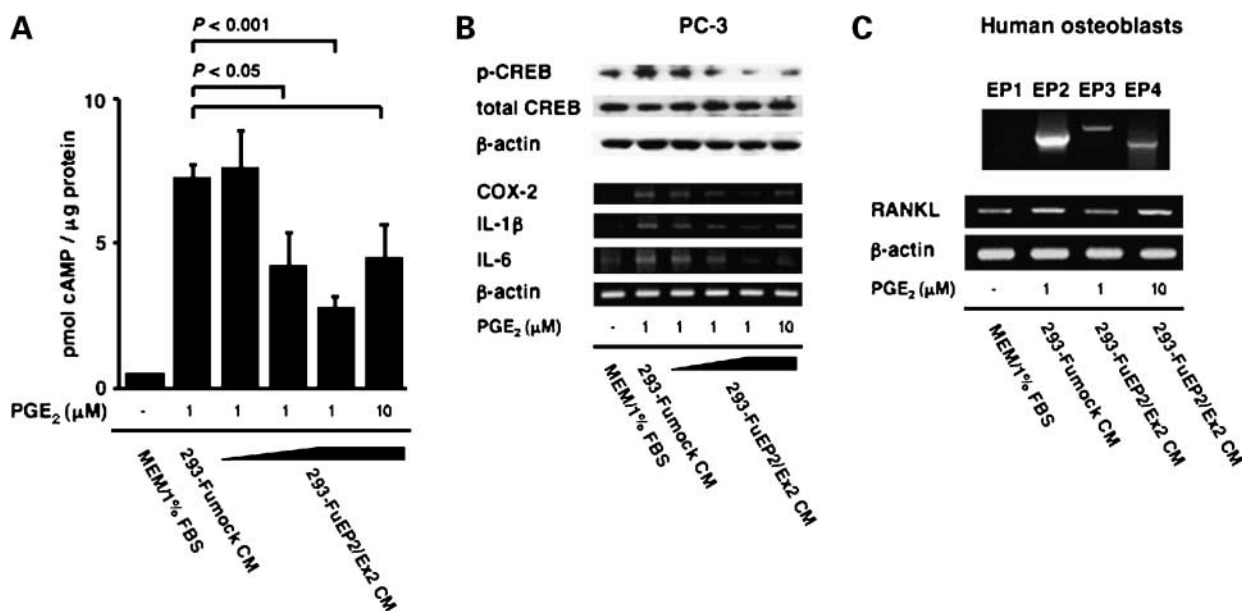 A
P < 0.001
P < 0.05
10
5
0
pmol cAMP / μg protein
PGE₂ (μM)
- 1 1 1 1 10
MEM/1% FBS
293-Fumock CM
293-FuEP2/Ex2 CM
B
PC-3
p-CREB
total CREB
β-actin
COX-2
IL-1β
IL-6
β-actin
PGE₂ (μM) - 1 1 1 1 10
MEM/1% FBS
293-Fumock CM
293-FuEP2/Ex2 CM
C
Human osteoblasts
EP1 EP2 EP3 EP4
RANKL
β-actin
PGE₂ (μM) - 1 1 10
MEM/1% FBS
293-Fumock CM
293-FuEP2/Ex2 CM
293-FuEP2/Ex2 CM